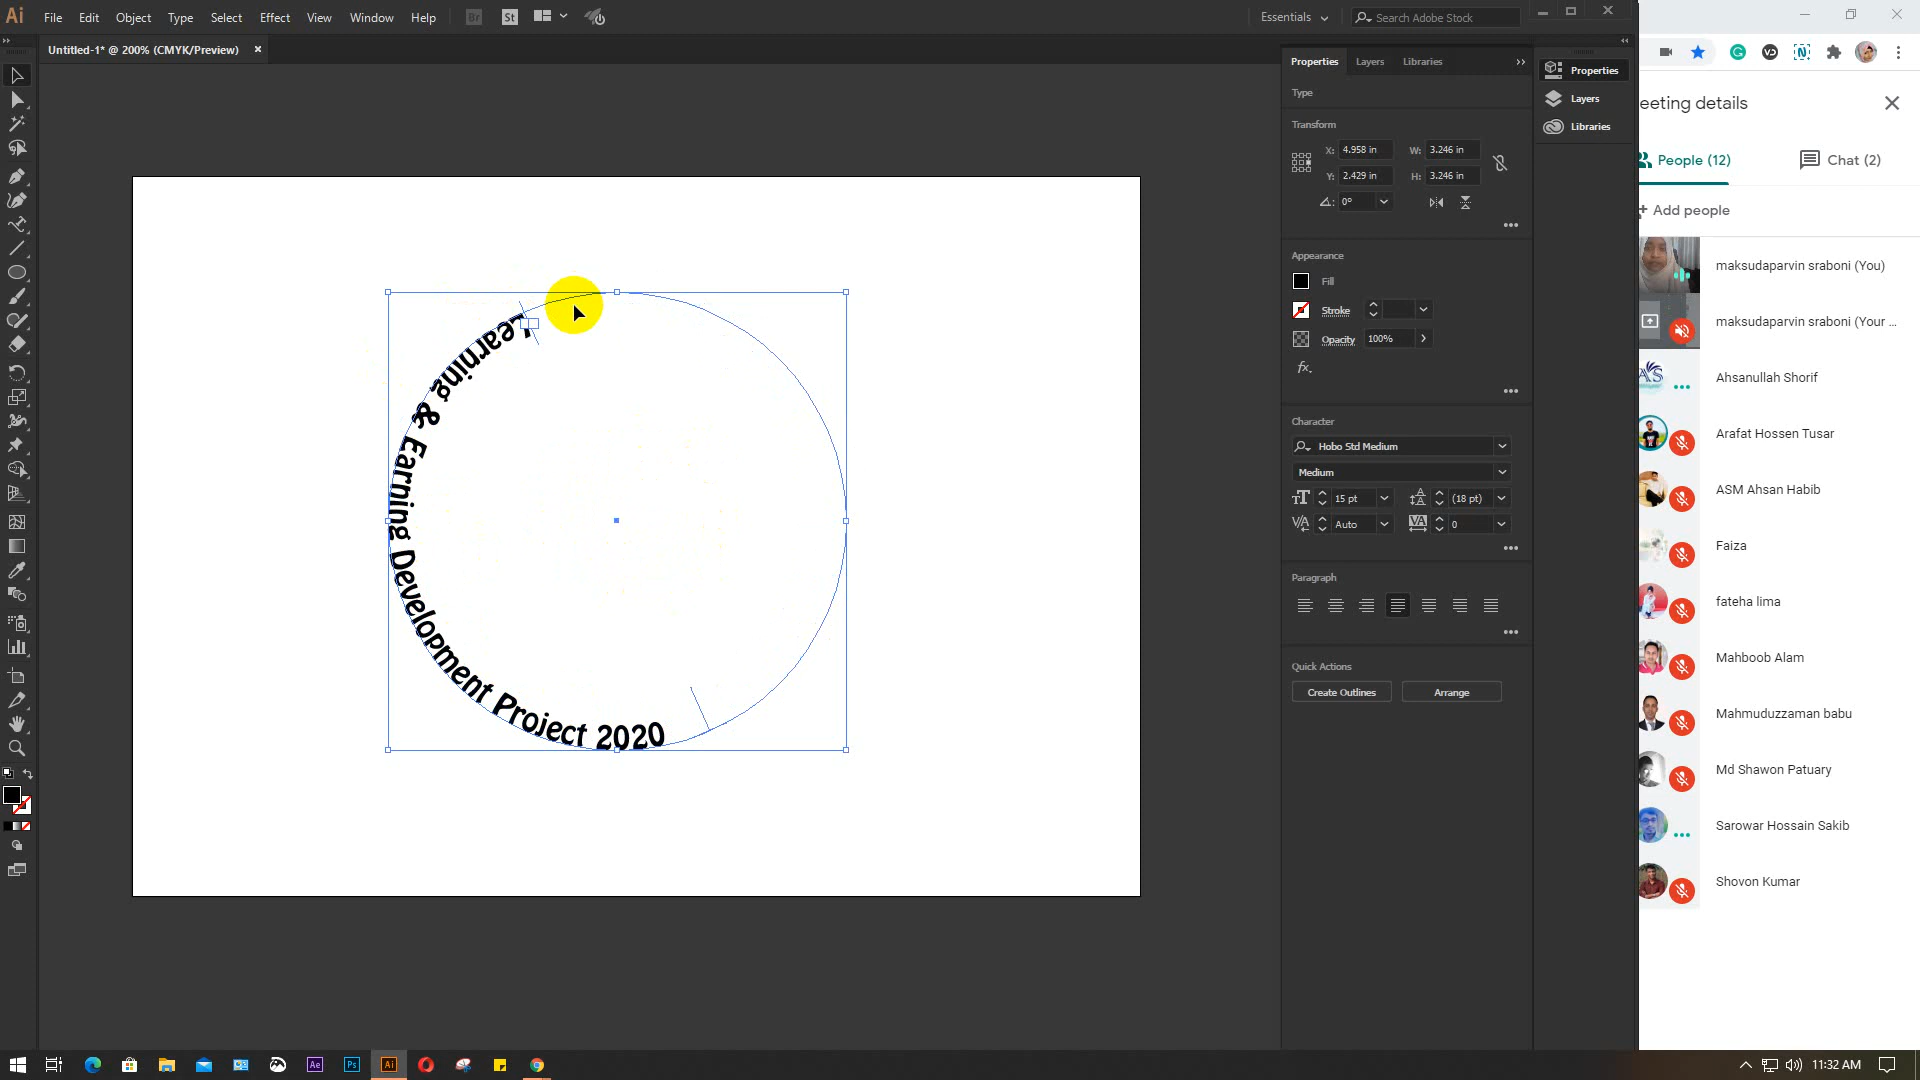 Ai File Edit Object Type Select Effect View Window Help Br St Essentials Search Adobe Stock
Untitled-1* @ 200% (CMYK/Preview)
Learning & Earning Development Project 2020
Properties Layers Libraries
Type
Transform
X: 4.958 in W: 3.246 in
Y: 2.429 in H: 3.246 in
0°
Appearance
Fill
Stroke
Opacity 100%
fx.
Character
Hobo Std Medium
Medium
15 pt (18 pt)
Auto 0
Paragraph
Quick Actions
Create Outlines Arrange
Properties
Layers
Libraries
eeting details
People (12) Chat (2)
Add people
maksudaparvin sraboni (You)
maksudaparvin sraboni (Your ...
Ahsanullah Shorif
Arafat Hossen Tusar
ASM Ahsan Habib
Faiza
fateha lima
Mahboob Alam
Mahmuduzzaman babu
Md Shawon Patuary
Sarowar Hossain Sakib
Shovon Kumar
Ae Ps Ai
11:32 AM